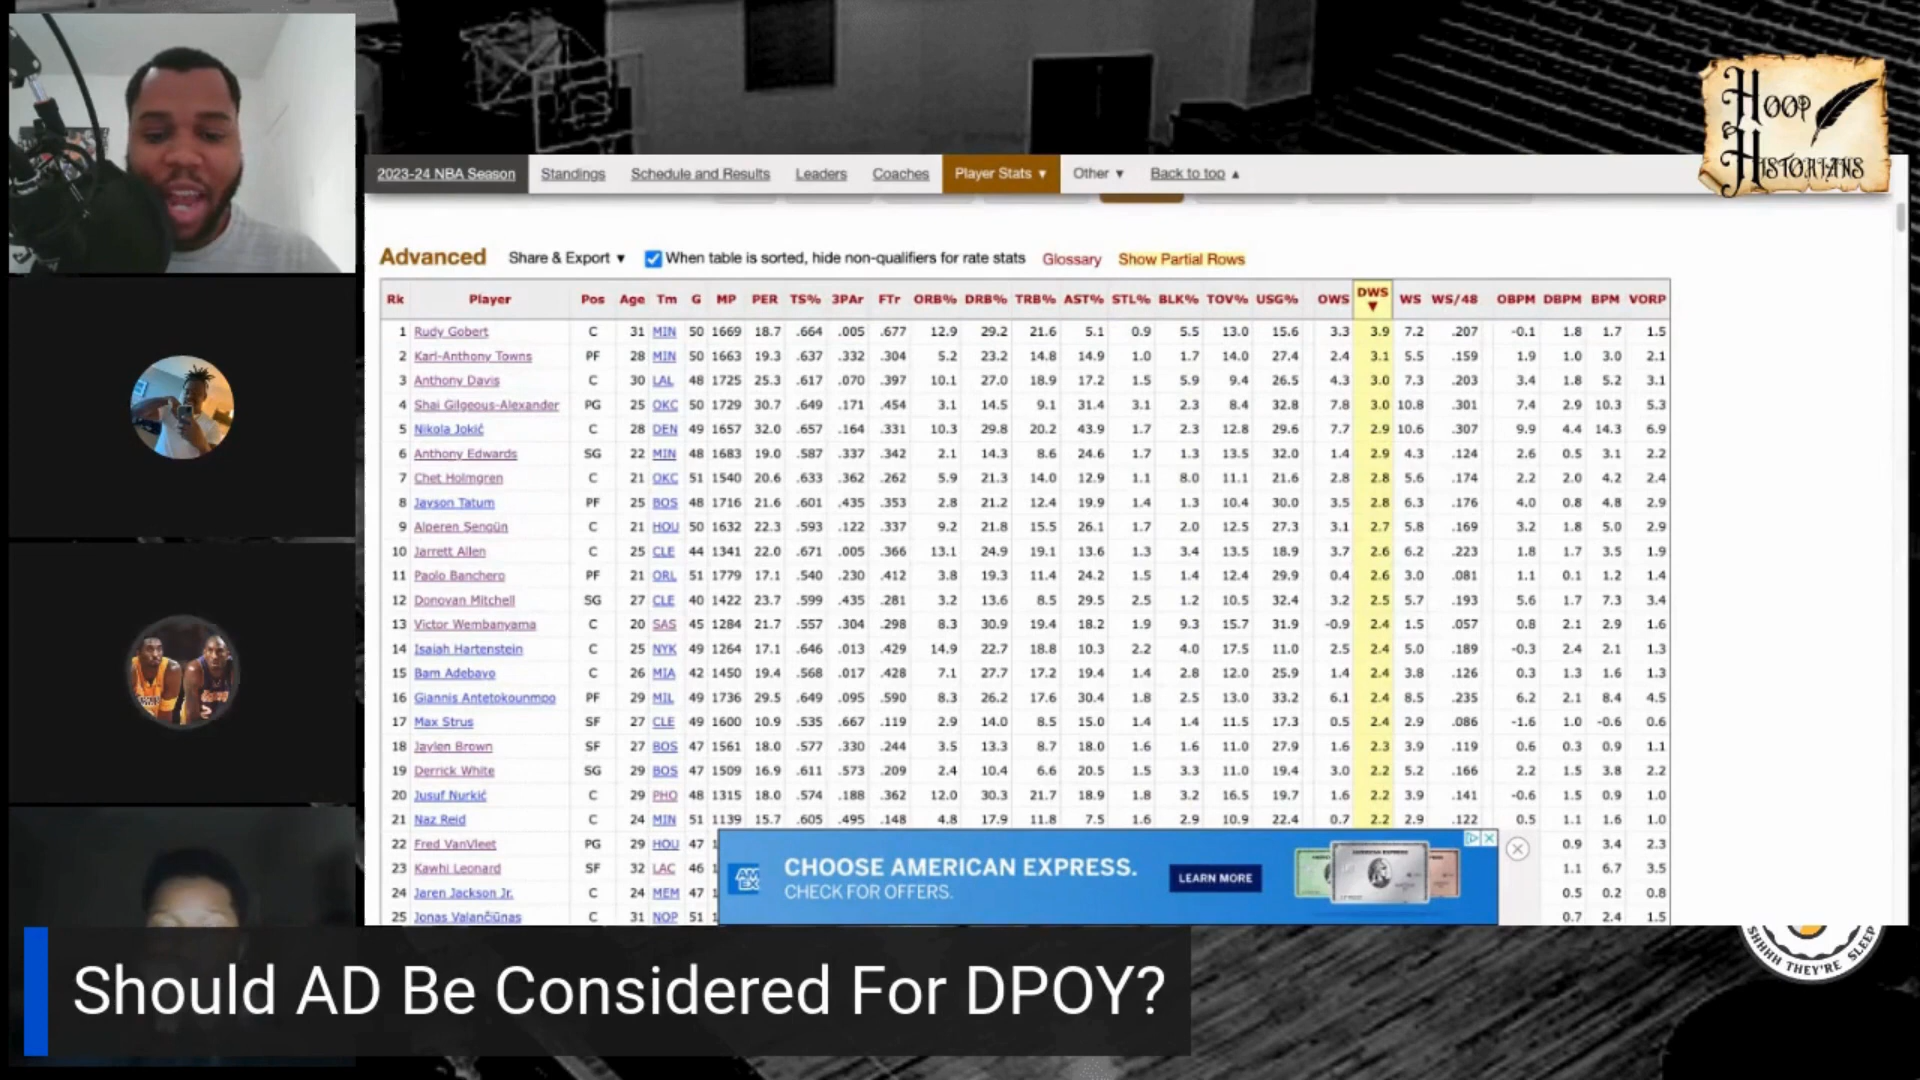 HOOP
HISTORIANS
2023-24 NBA Season Standings Schedule and Results Leaders Coaches Player Stats ▼ Other ▼ Back to top ▲
Advanced Share & Export ▼ When table is sorted, hide non-qualifiers for rate stats Glossary Show Partial Rows
Rk Player Pos Age Tm G MP PER TS% 3PAr FTr ORB% DRB% TRB% AST% STL% BLK% TOV% USG% OWS DWS ▼ WS WS/48 OBPM DBPM BPM VORP
1 Rudy Gobert C 31 MIN 50 1669 18.7 .664 .005 .677 12.9 29.2 21.6 5.1 0.9 5.5 13.0 15.6 3.3 3.9 7.2 .207 -0.1 1.8 1.7 1.5
2 Karl-Anthony Towns PF 28 MIN 50 1663 19.3 .637 .332 .304 5.2 23.2 14.8 14.9 1.0 1.7 14.0 27.4 2.4 3.1 5.5 .159 1.9 1.0 3.0 2.1
3 Anthony Davis C 30 LAL 48 1725 25.3 .617 .070 .397 10.1 27.0 18.9 17.2 1.5 5.9 9.4 26.5 4.3 3.0 7.3 .203 3.4 1.8 5.2 3.1
4 Shai Gilgeous-Alexander PG 25 OKC 50 1729 30.7 .649 .171 .454 3.1 14.5 9.1 31.4 3.1 2.3 8.4 32.8 7.8 3.0 10.8 .301 7.4 2.9 10.3 5.3
5 Nikola Jokić C 28 DEN 49 1657 32.0 .657 .164 .331 10.3 29.8 20.2 43.9 1.7 2.3 12.8 29.6 7.7 2.9 10.6 .307 9.9 4.4 14.3 6.9
6 Anthony Edwards SG 22 MIN 48 1683 19.0 .587 .337 .342 2.1 14.3 8.6 24.6 1.7 1.3 13.5 32.0 1.4 2.9 4.3 .124 2.6 0.5 3.1 2.2
7 Chet Holmgren C 21 OKC 51 1540 20.6 .633 .362 .262 5.9 21.3 14.0 12.9 1.1 8.0 11.1 21.6 2.8 2.8 5.6 .174 2.2 2.0 4.2 2.4
8 Jayson Tatum PF 25 BOS 48 1716 21.6 .601 .435 .353 2.8 21.2 12.4 19.9 1.4 1.3 10.4 30.0 3.5 2.8 6.3 .176 4.0 0.8 4.8 2.9
9 Alperen Sengün C 21 HOU 50 1632 22.3 .593 .122 .337 9.2 21.8 15.5 26.1 1.7 2.0 12.5 27.3 3.1 2.7 5.8 .169 3.2 1.8 5.0 2.9
10 Jarrett Allen C 25 CLE 44 1341 22.0 .671 .005 .366 13.1 24.9 19.1 13.6 1.3 3.4 13.5 18.9 3.7 2.6 6.2 .223 1.8 1.7 3.5 1.9
11 Paolo Banchero PF 21 ORL 51 1779 17.1 .540 .230 .412 3.8 19.3 11.4 24.2 1.5 1.4 12.4 29.9 0.4 2.6 3.0 .081 1.1 0.1 1.2 1.4
12 Donovan Mitchell SG 27 CLE 40 1422 23.7 .599 .435 .281 3.2 13.6 8.5 29.5 2.5 1.2 10.5 32.4 3.2 2.5 5.7 .193 5.6 1.7 7.3 3.4
13 Victor Wembanyama C 20 SAS 45 1284 21.7 .557 .304 .298 8.3 30.9 19.4 18.2 1.9 9.3 15.7 31.9 -0.9 2.4 1.5 .057 0.8 2.1 2.9 1.6
14 Isaiah Hartenstein C 25 NYK 49 1264 17.1 .646 .013 .429 14.9 22.7 18.8 10.3 2.2 4.0 17.5 11.0 2.5 2.4 5.0 .189 -0.3 2.4 2.1 1.3
15 Bam Adebayo C 26 MIA 42 1450 19.4 .568 .017 .428 7.1 27.7 17.2 19.4 1.4 2.8 12.0 25.9 1.4 2.4 3.8 .126 0.3 1.3 1.6 1.3
16 Giannis Antetokounmpo PF 29 MIL 49 1736 29.5 .649 .095 .590 8.3 26.2 17.6 30.4 1.8 2.5 13.0 33.2 6.1 2.4 8.5 .235 6.2 2.1 8.4 4.5
17 Max Strus SF 27 CLE 49 1600 10.9 .535 .667 .119 2.9 14.0 8.5 15.0 1.4 1.4 11.5 17.3 0.5 2.4 2.9 .086 -1.6 1.0 -0.6 0.6
18 Jaylen Brown SF 27 BOS 47 1561 18.0 .577 .330 .244 3.5 13.3 8.7 18.0 1.6 1.6 11.0 27.9 1.6 2.3 3.9 .119 0.6 0.3 0.9 1.1
19 Derrick White SG 29 BOS 47 1509 16.9 .611 .573 .209 2.4 10.4 6.6 20.5 1.5 3.3 11.0 19.4 3.0 2.2 5.2 .166 2.2 1.5 3.8 2.2
20 Jusuf Nurkić C 29 PHO 48 1315 18.0 .574 .188 .362 12.0 30.3 21.7 18.9 1.8 3.2 16.5 19.7 1.6 2.2 3.9 .141 -0.6 1.5 0.9 1.0
21 Naz Reid C 24 MIN 51 1139 15.7 .605 .495 .148 4.8 17.9 11.8 7.5 1.6 2.9 10.9 22.4 0.7 2.2 2.9 .122 0.5 1.1 1.6 1.0
22 Fred VanVleet PG 29 HOU 47 1 0.9 3.4 2.3
23 Kawhi Leonard SF 32 LAC 46 1 1.1 6.7 3.5
24 Jaren Jackson Jr. C 24 MEM 47 1 0.5 0.2 0.8
25 Jonas Valančiūnas C 31 NOP 51 1 0.7 2.4 1.5
AM EX
CHOOSE AMERICAN EXPRESS.
CHECK FOR OFFERS.
LEARN MORE
SHHHH THEY'RE SLEEP
Should AD Be Considered For DPOY?